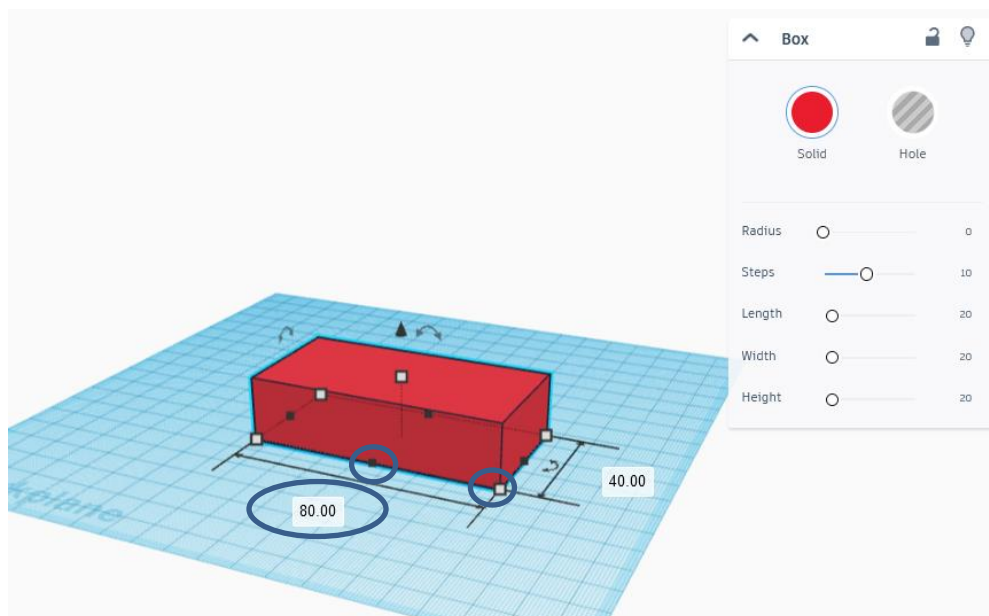 Box
Solid
Hole
Radius 0
Steps 10
Length 20
Width 20
Height 20
40.00
80.00